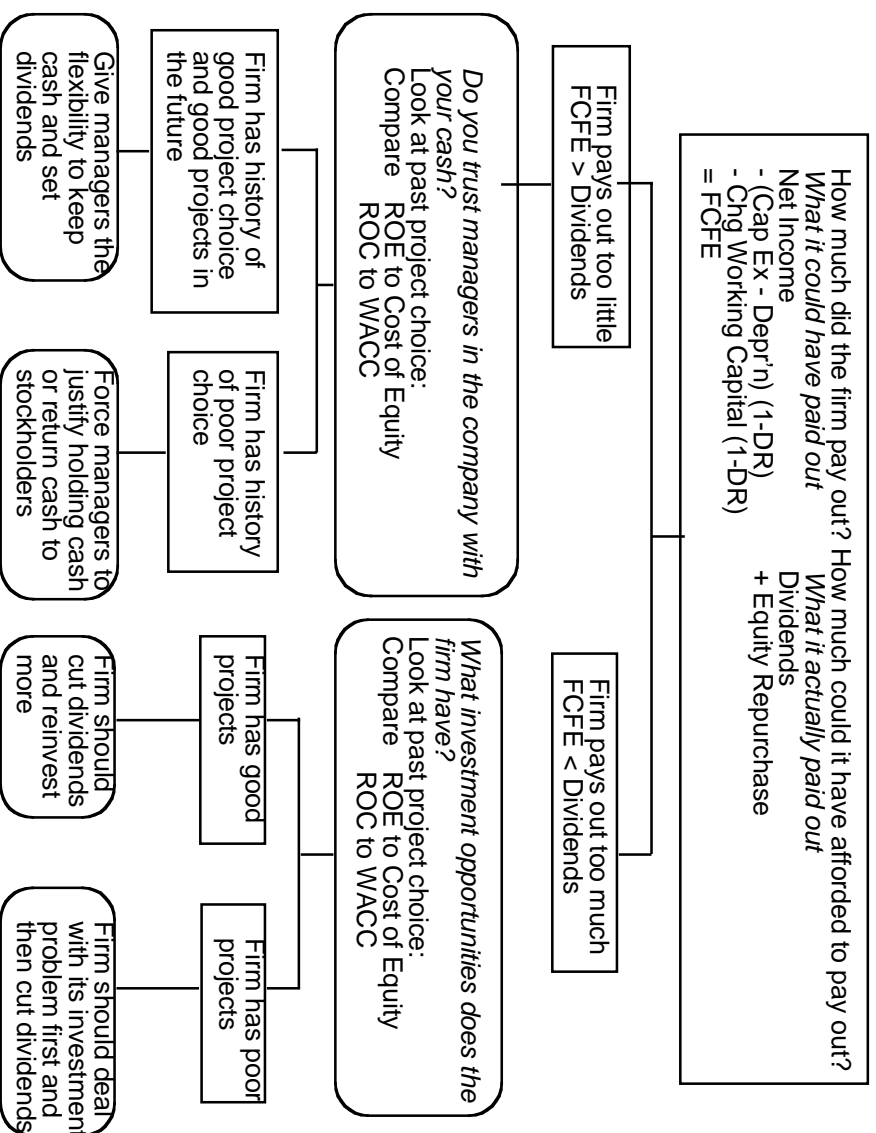 How much did the firm pay out? How much could it have afforded to pay out?
What it could have paid out What it actually paid out
Net Income Dividends
- (Cap Ex - Depr'n) (1-DR) + Equity Repurchase
- Chg Working Capital (1-DR)
= FCFE
Firm pays out too little
FCFE > Dividends
Firm pays out too much
FCFE < Dividends
Do you trust managers in the company with
your cash?
Look at past project choice:
Compare ROE to Cost of Equity
ROC to WACC
What investment opportunities does the
firm have?
Look at past project choice:
Compare ROE to Cost of Equity
ROC to WACC
Firm has history of
good project choice
and good projects in
the future
Firm has history
of poor project
choice
Firm has good
projects
Firm has poor
projects
Give managers the
flexibility to keep
cash and set
dividends
Force managers to
justify holding cash
or return cash to
stockholders
Firm should
cut dividends
and reinvest
more
Firm should deal
with its investment
problem first and
then cut dividends